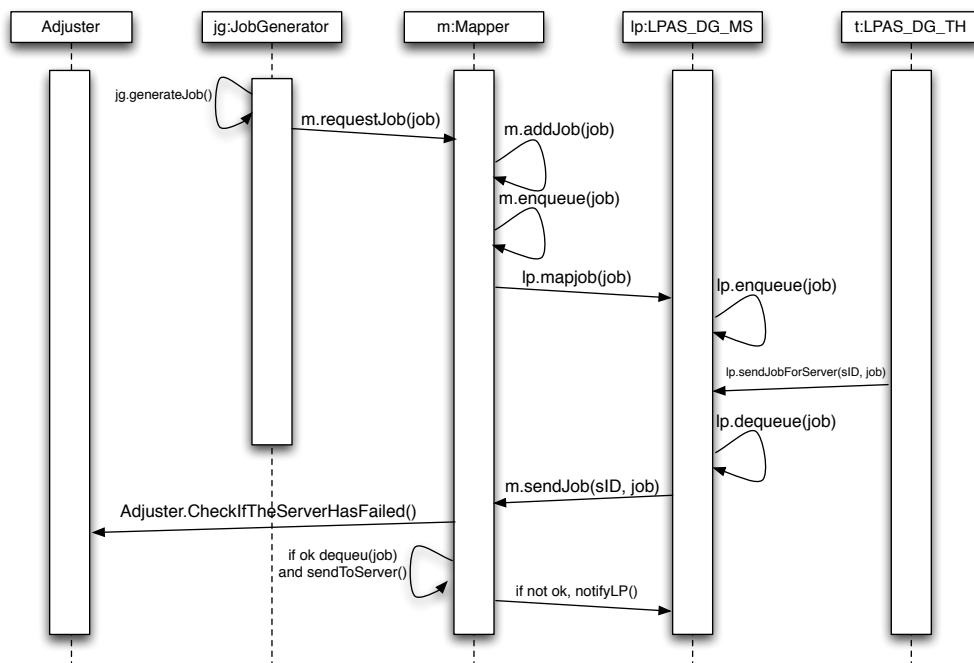 Adjuster
jg:JobGenerator
m:Mapper
lp:LPAS_DG_MS
t:LPAS_DG_TH
jg.generateJob()
m.requestJob(job)
m.addJob(job)
m.enqueue(job)
lp.mapjob(job)
lp.enqueue(job)
lp.sendJobForServer(sID, job)
lp.dequeue(job)
m.sendJob(sID, job)
Adjuster.CheckIfTheServerHasFailed()
if ok dequeu(job)
and sendToServer()
if not ok, notifyLP()